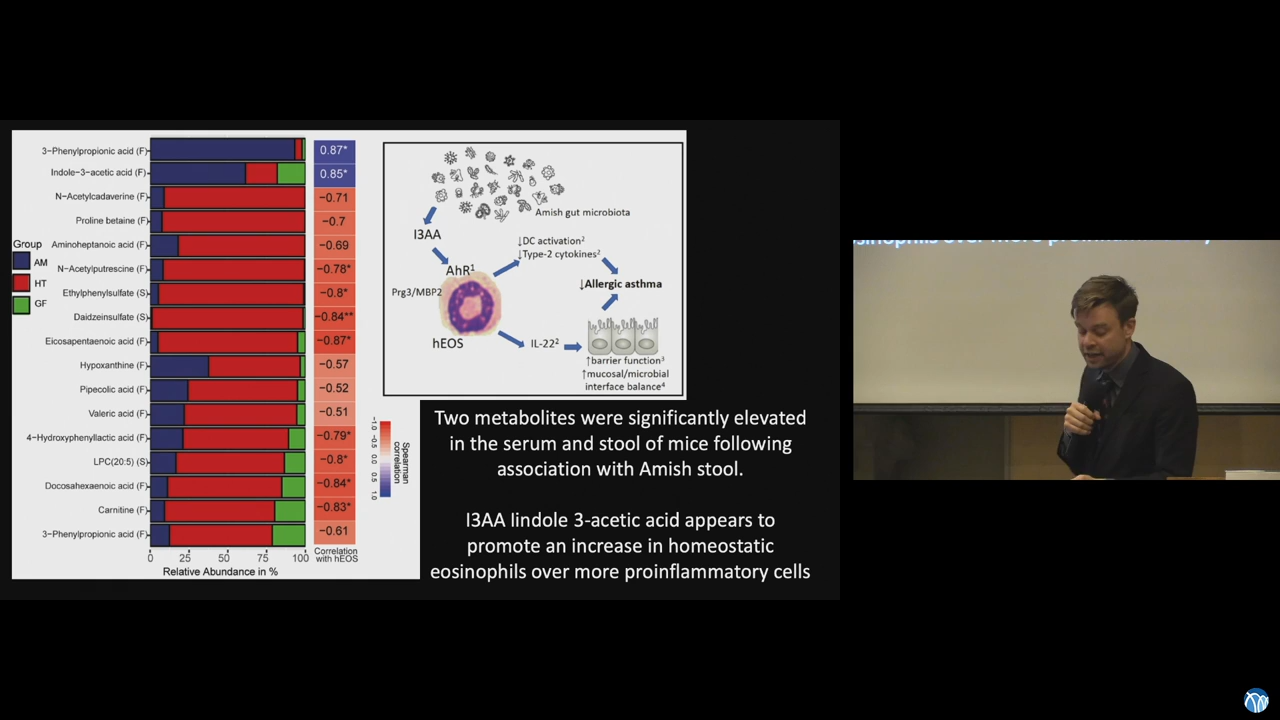 3-Phenylpropionic acid (F)
Indole-3-acetic acid (F)
N-Acetylcadaverine (F)
Proline betaine (F)
Aminoheptanoic acid (F)
N-Acetylputrescine (F)
Ethylphenylsulfate (S)
Daidzeinsulfate (S)
Eicosapentaenoic acid (F)
Hypoxanthine (F)
Pipecolic acid (F)
Valeric acid (F)
4-Hydroxyphenyllactic acid (F)
LPC(20:5) (S)
Docosahexaenoic acid (F)
Carnitine (F)
3-Phenylpropionic acid (F)
Group
AM
HT
GF
0.87*
0.85*
−0.71
−0.7
−0.69
−0.78*
−0.8*
−0.84**
−0.87*
−0.57
−0.52
−0.51
−0.79*
−0.8*
−0.84*
−0.83*
−0.61
Correlation
with hEOS
0 25 50 75 100
Relative Abundance in %
−1.0 −0.5 0.0 0.5 1.0
Spearman
correlation
Amish gut microbiota
I3AA
AhR¹
Prg3/MBP2
hEOS
↓DC activation²
↓Type-2 cytokines²
↓Allergic asthma
IL-22²
↑barrier function³
↑mucosal/microbial
interface balance⁴
Two metabolites were significantly elevated
in the serum and stool of mice following
association with Amish stool.
I3AA lindole 3-acetic acid appears to
promote an increase in homeostatic
eosinophils over more proinflammatory cells